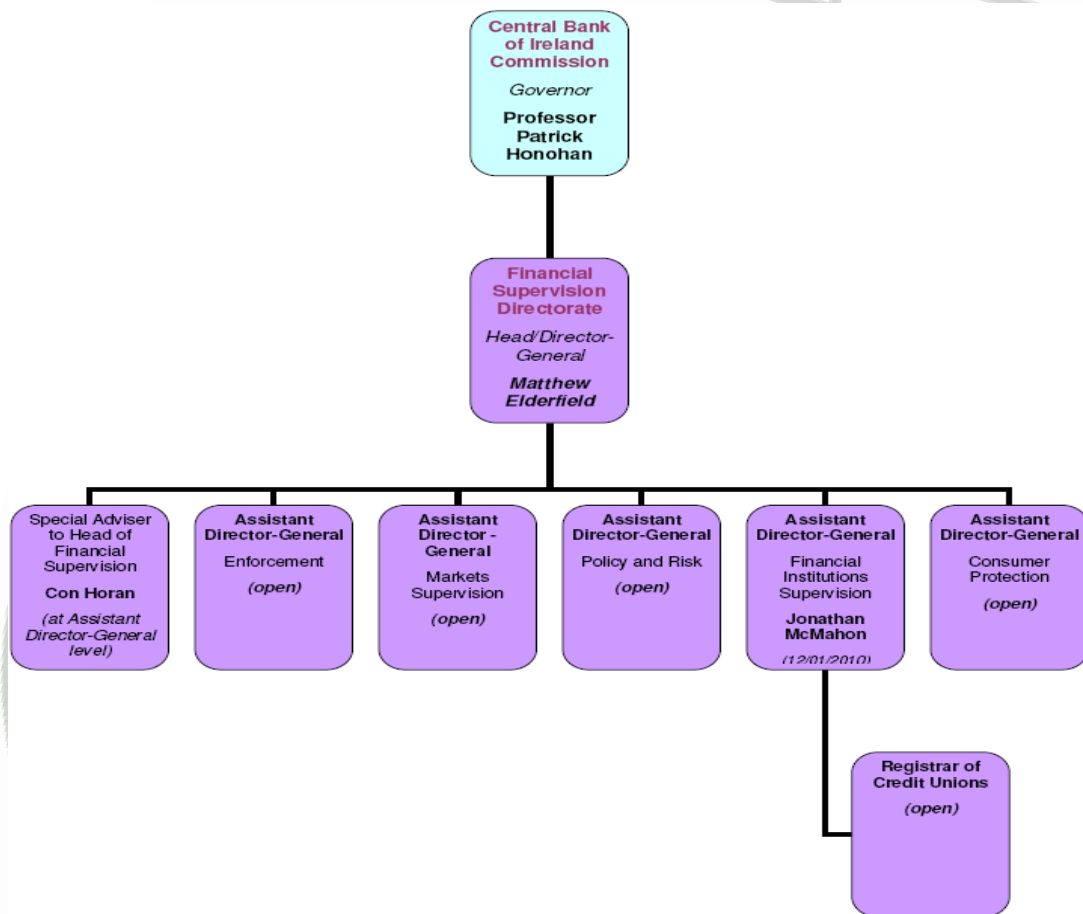 Central Bank
of Ireland
Commission
Governor
Professor
Patrick
Honohan
Financial
Supervision
Directorate
Head/Director-
General
Matthew
Elderfield
Special Adviser
to Head of
Financial
Supervision
Con Horan
(at Assistant
Director-General
level)
Assistant
Director-General
Enforcement
(open)
Assistant
Director -
General
Markets
Supervision
(open)
Assistant
Director-General
Policy and Risk
(open)
Assistant
Director-General
Financial
Institutions
Supervision
Jonathan
McMahon
(12/01/2010)
Assistant
Director-General
Consumer
Protection
(open)
Registrar of
Credit Unions
(open)